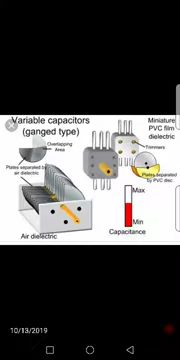 Variable capacitors
(ganged type)
Miniature
PVC film
dielectric
Overlapping
Area
Trimmers
Plates separated by
air dielectric
Plates separated
by PVC disc.
Max
Min
Air dielectric
Capacitance
10/13/2019